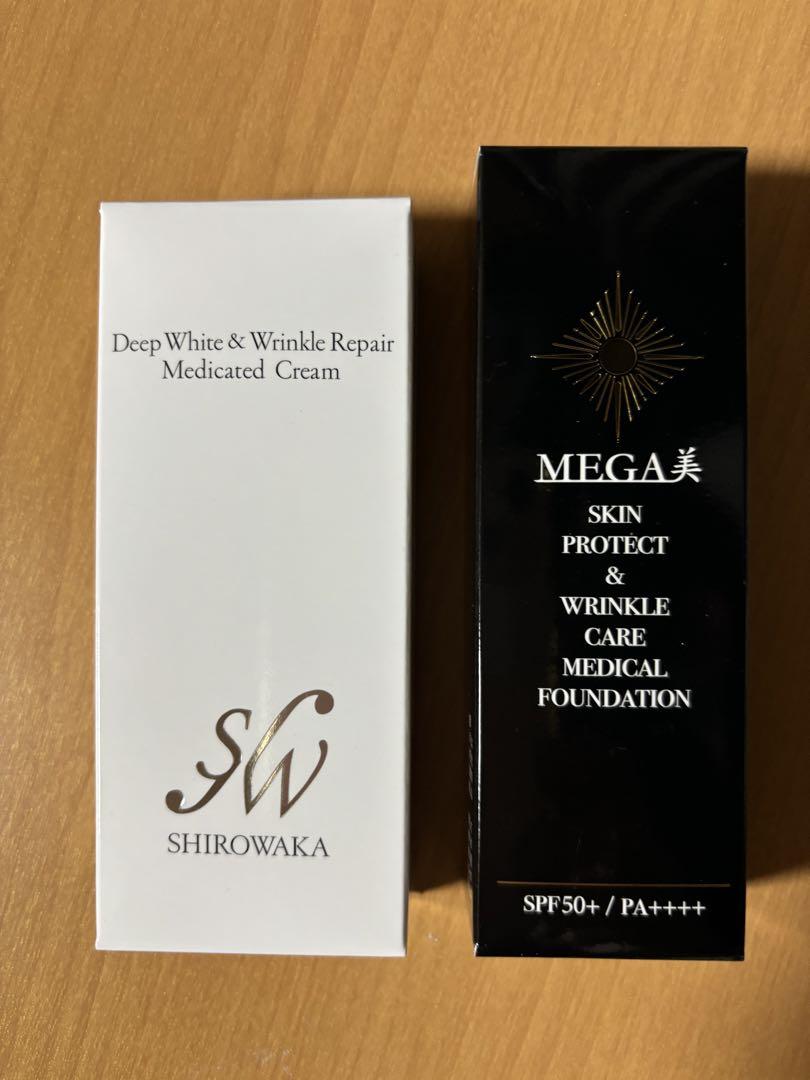 Deep White & Wrinkle Repair
Medicated Cream
SW
SHIROWAKA
MEGA美
SKIN
PROTECT
&
WRINKLE
CARE
MEDICAL
FOUNDATION
SPF50+ / PA++++